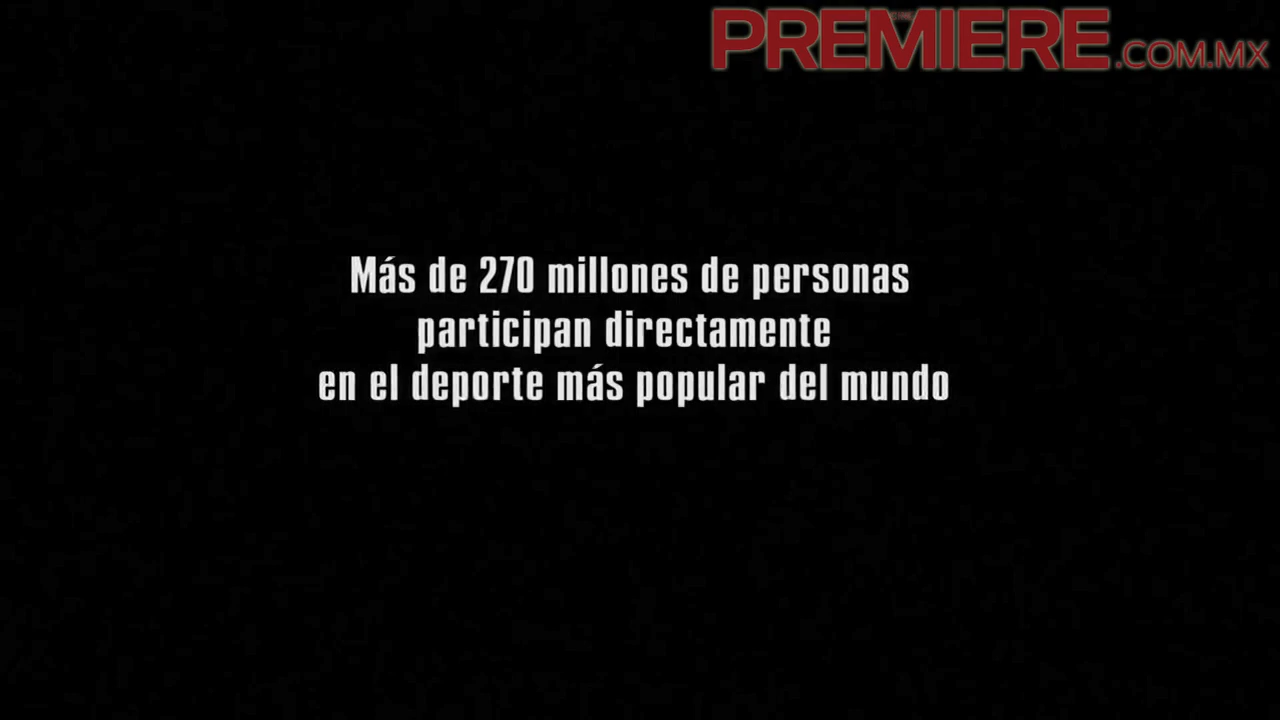 PREMIERE.COM.MX
Más de 270 millones de personas
participan directamente
en el deporte más popular del mundo